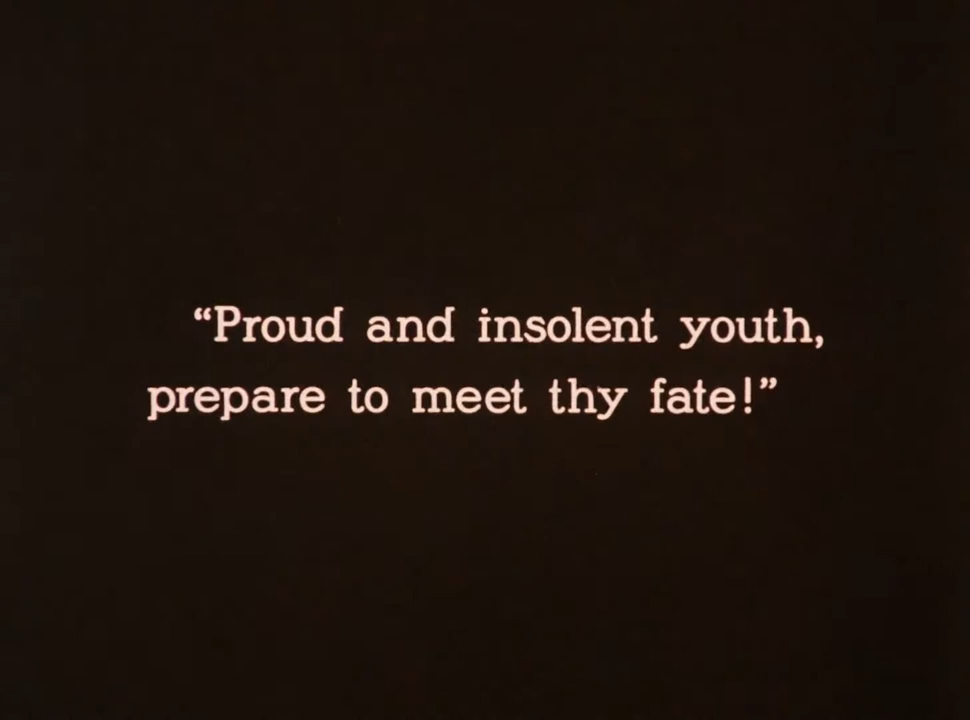 “Proud and insolent youth,
prepare to meet thy fate!”